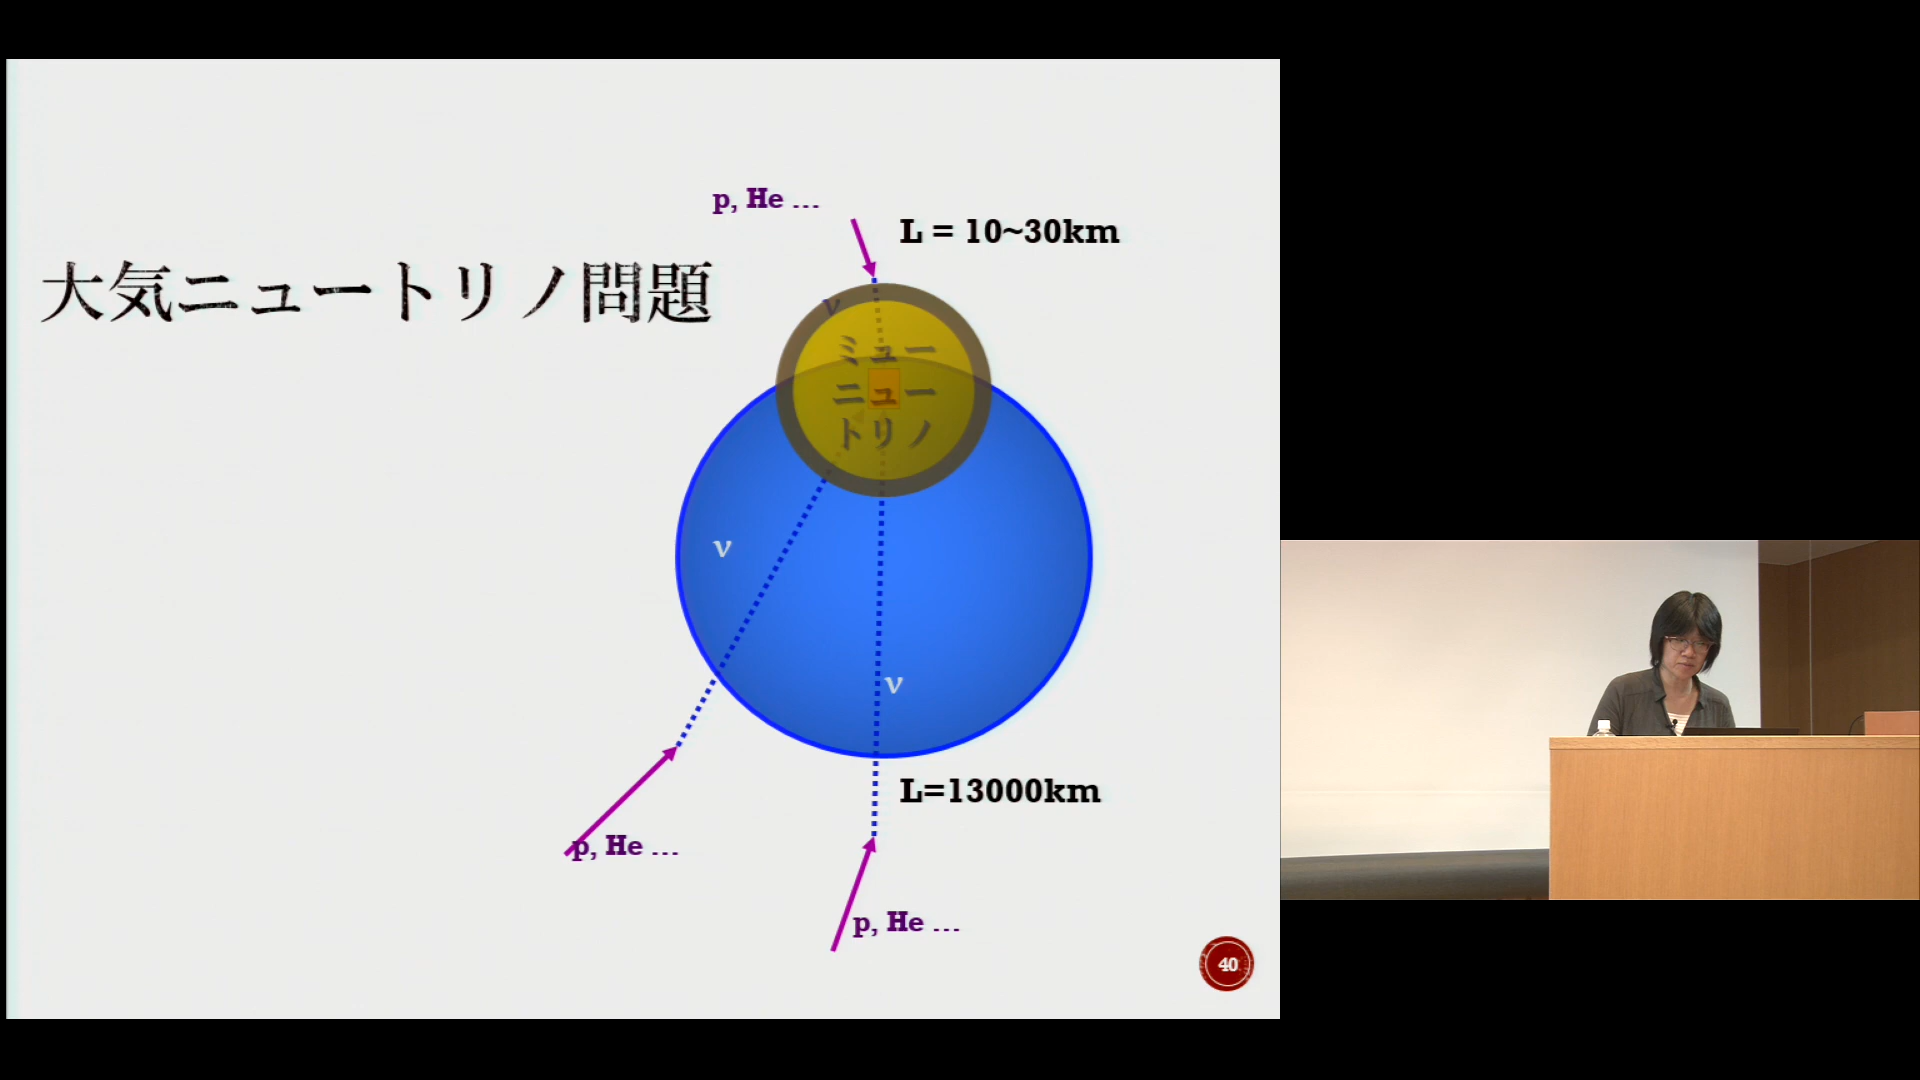 p, He ...
L = 10~30km
大気ニュートリノ問題
ν
ミュー
ニュー
トリノ
ν
ν
L=13000km
p, He ...
p, He ...
40